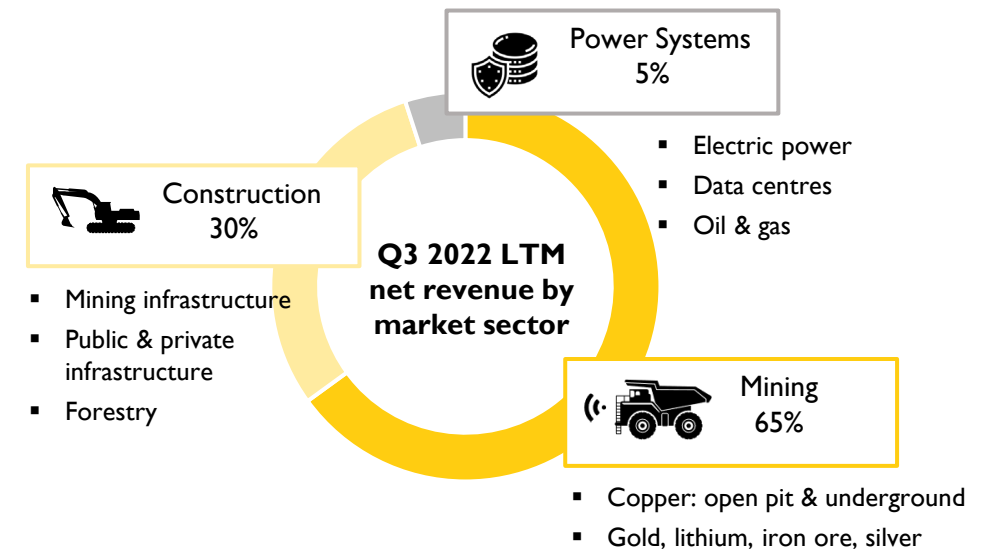 Power Systems
5%
▪ Electric power
▪ Data centres
▪ Oil & gas
Construction
30%
▪ Mining infrastructure
▪ Public & private
infrastructure
▪ Forestry
Q3 2022 LTM
net revenue by
market sector
Mining
65%
▪ Copper: open pit & underground
▪ Gold, lithium, iron ore, silver